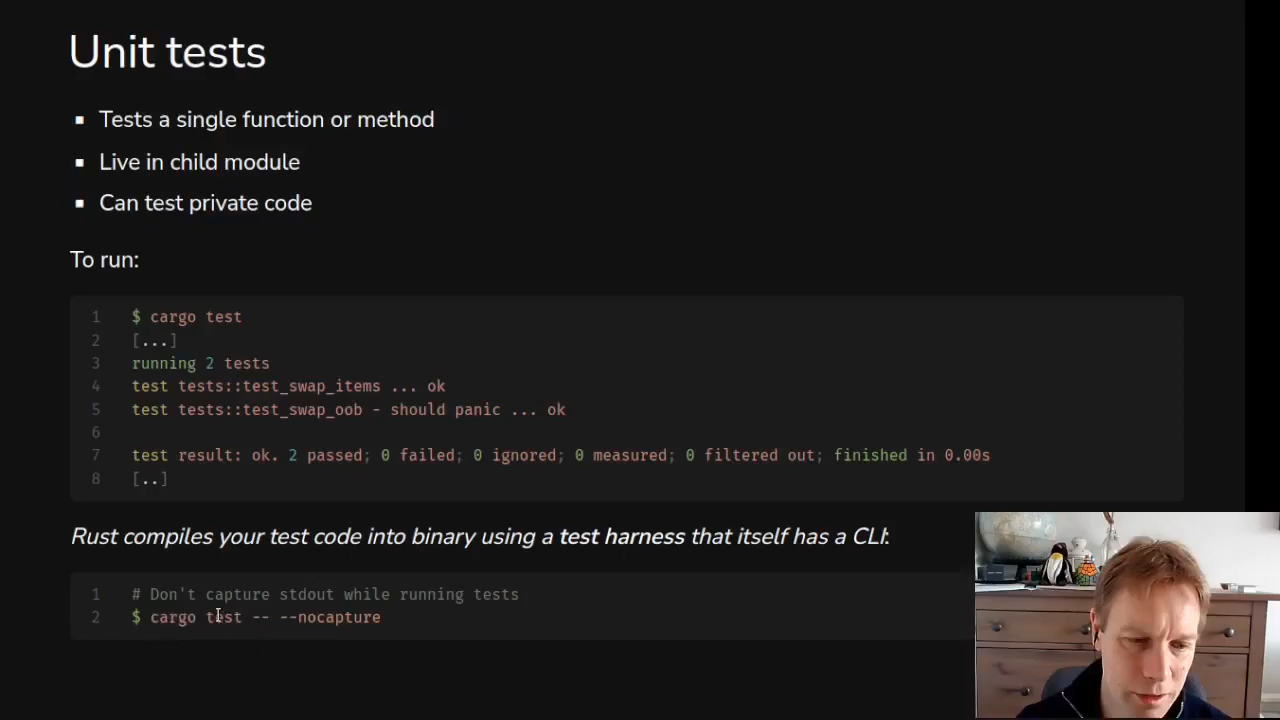 Unit tests
Tests a single function or method
Live in child module
Can test private code
To run:
1 $ cargo test
2 [...]
3 running 2 tests
4 test tests::test_swap_items ... ok
5 test tests::test_swap_oob - should panic ... ok
6
7 test result: ok. 2 passed; 0 failed; 0 ignored; 0 measured; 0 filtered out; finished in 0.00s
8 [..]
Rust compiles your test code into binary using a test harness that itself has a CLI:
1 # Don't capture stdout while running tests
2 $ cargo test -- --nocapture